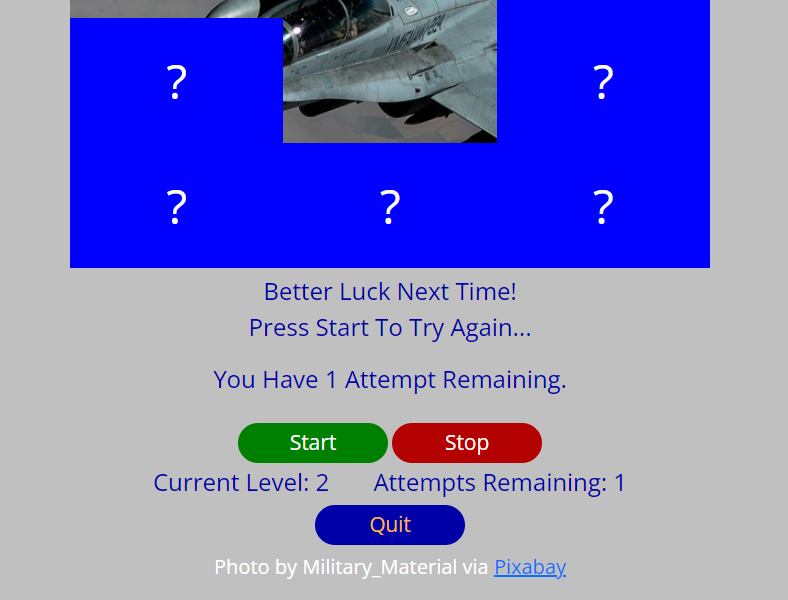 ? ?
? ? ?
Better Luck Next Time!
Press Start To Try Again...
You Have 1 Attempt Remaining.
Start Stop
Current Level: 2 Attempts Remaining: 1
Quit
Photo by Military_Material via Pixabay